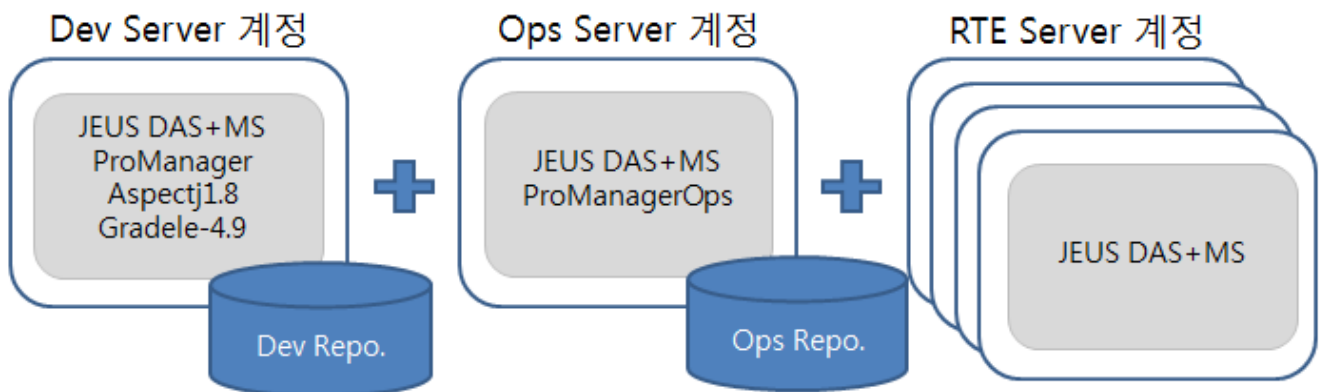 Dev Server 계정
JEUS DAS+MS
ProManager
Aspectj1.8
Gradele-4.9
Dev Repo.
Ops Server 계정
JEUS DAS+MS
ProManagerOps
Ops Repo.
RTE Server 계정
JEUS DAS+MS